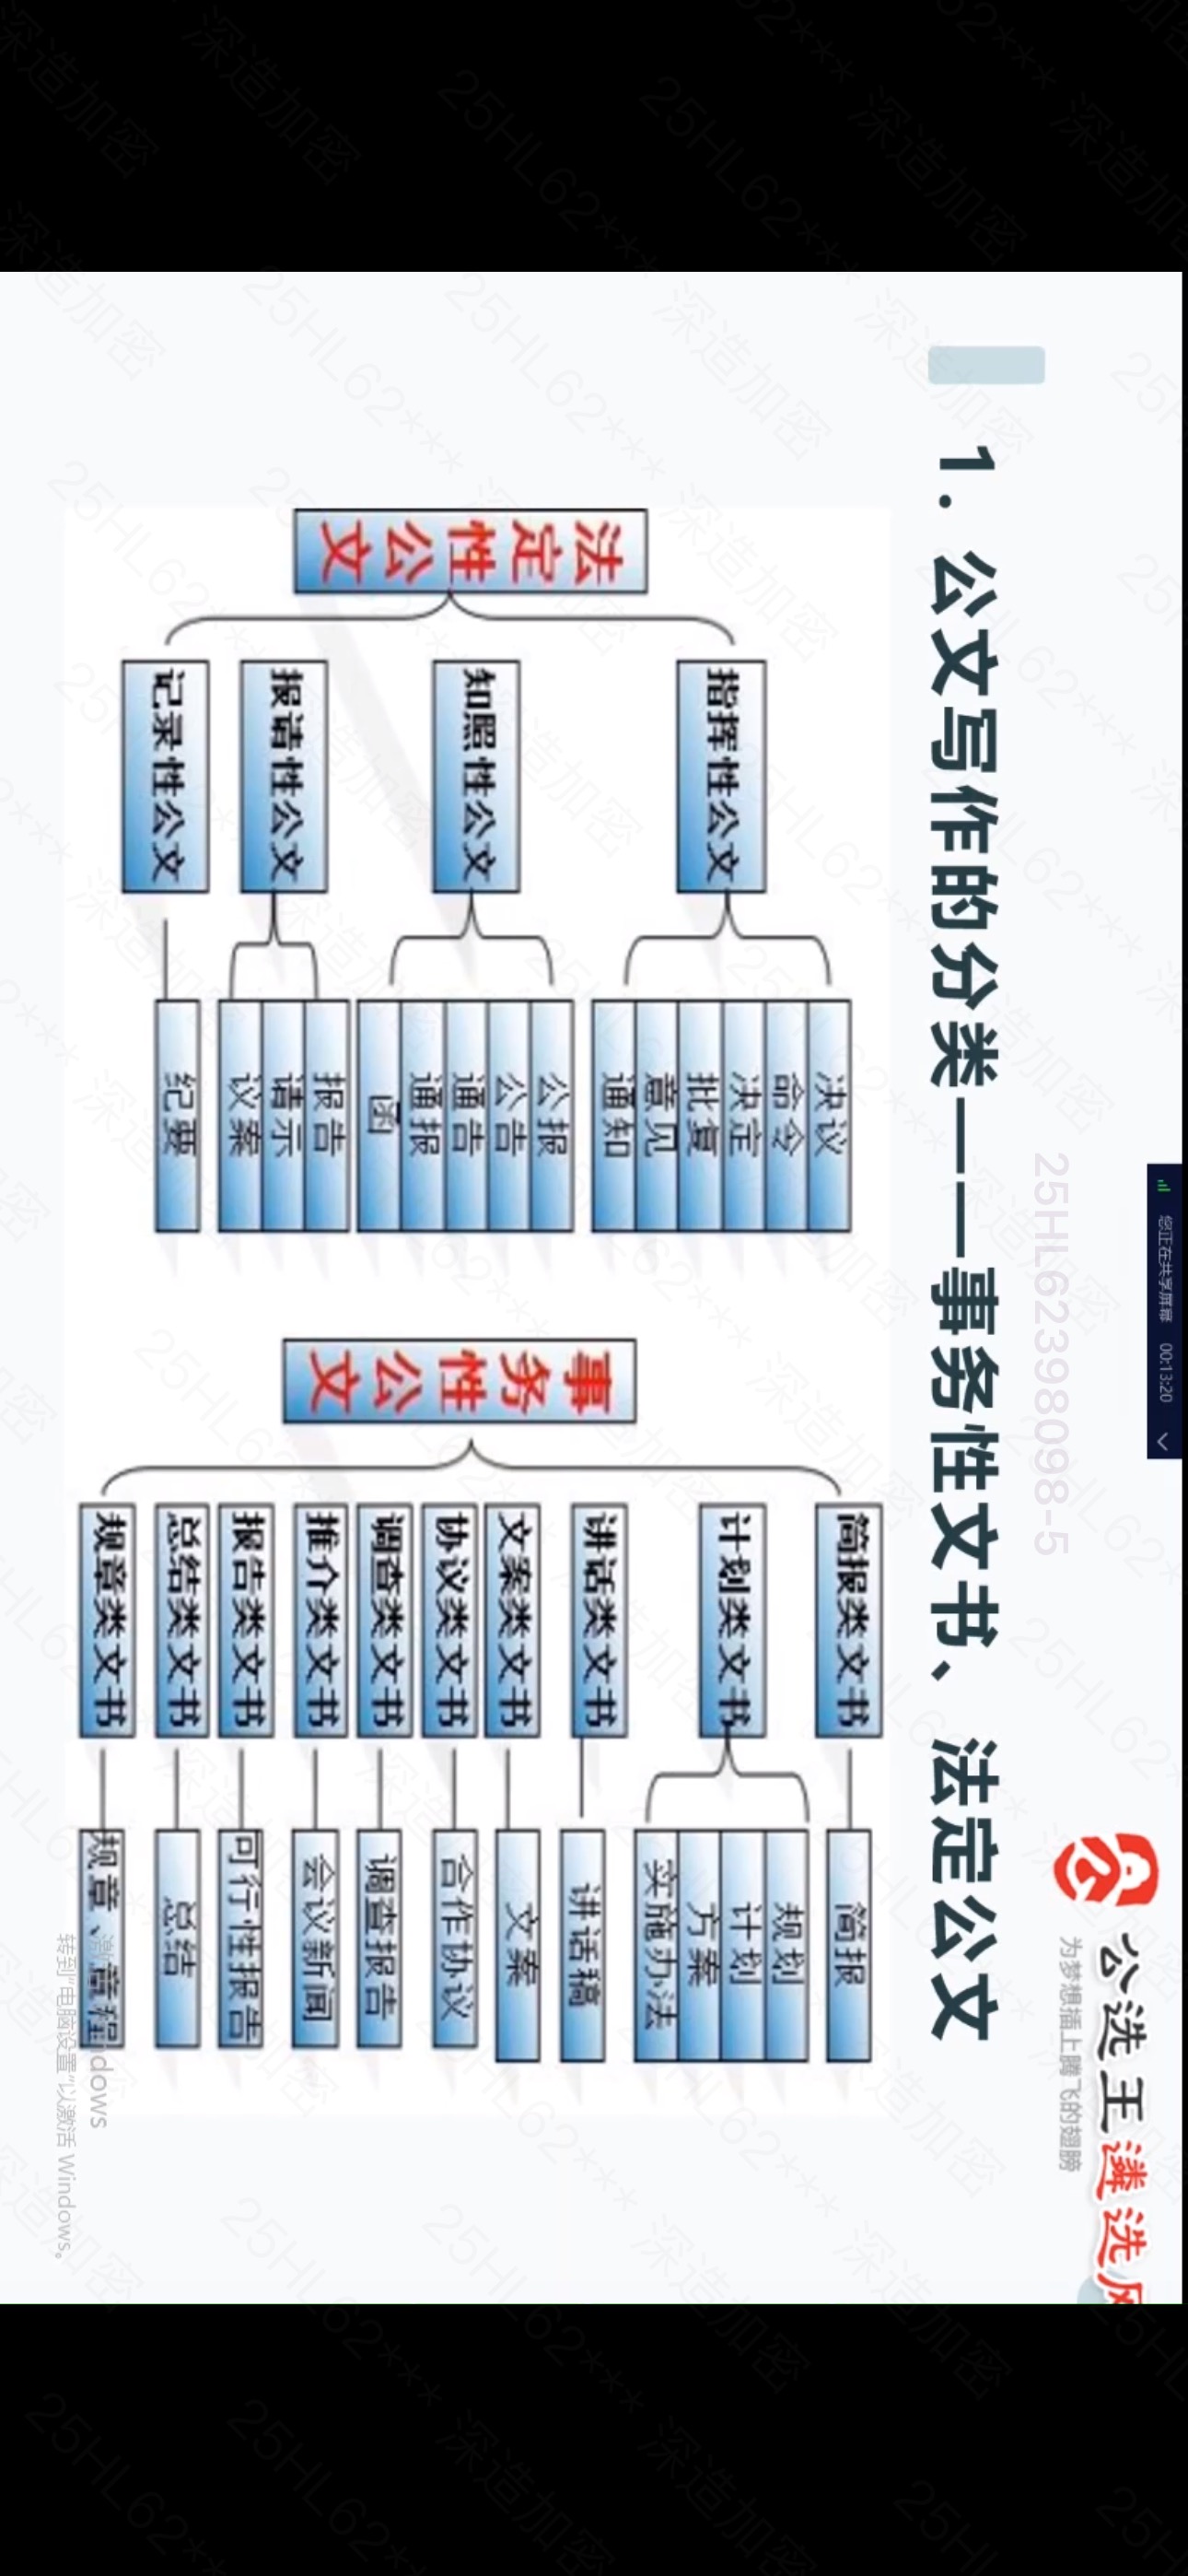 您正在共享屏幕 00:13:20
公选王遴选网
为梦想插上腾飞的翅膀
25HL62398098-5
1. 公文写作的分类——事务性文书、法定公文
法定性公文
指挥性公文
决议
命令
决定
批复
意见
通知
知照性公文
公报
公告
通告
通报
函
报请性公文
报告
请示
议案
记录性公文
纪要
事务性公文
简报类文书
简报
计划类文书
规划
计划
方案
实施办法
讲话类文书
讲话稿
文案类文书
文案
协议类文书
合作协议
调查类文书
调查报告
推介类文书
会议新闻
报告类文书
可行性报告
总结类文书
总结
规章类文书
规章、章程
激活 Windows
转到"电脑设置"以激活 Windows。
25HL62*** 深造加密